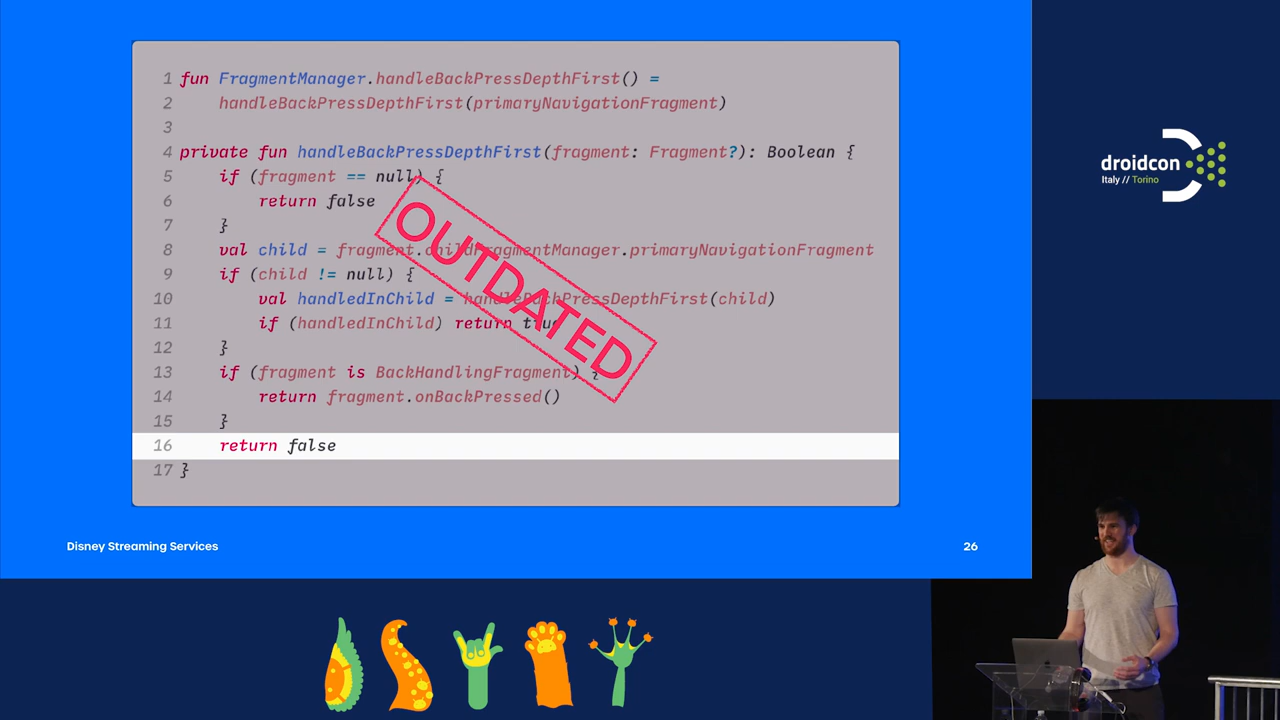 1 fun FragmentManager.handleBackPressDepthFirst() =
2 handleBackPressDepthFirst(primaryNavigationFragment)
3
4 private fun handleBackPressDepthFirst(fragment: Fragment?): Boolean {
5 if (fragment == null) {
6 return false
7 }
8 val child = fragment.childFragmentManager.primaryNavigationFragment
9 if (child != null) {
10 val handledInChild = handleBackPressDepthFirst(child)
11 if (handledInChild) return true
12 }
13 if (fragment is BackHandlingFragment) {
14 return fragment.onBackPressed()
15 }
16 return false
17 }
OUTDATED
Disney Streaming Services
26
droidcon
Italy // Torino